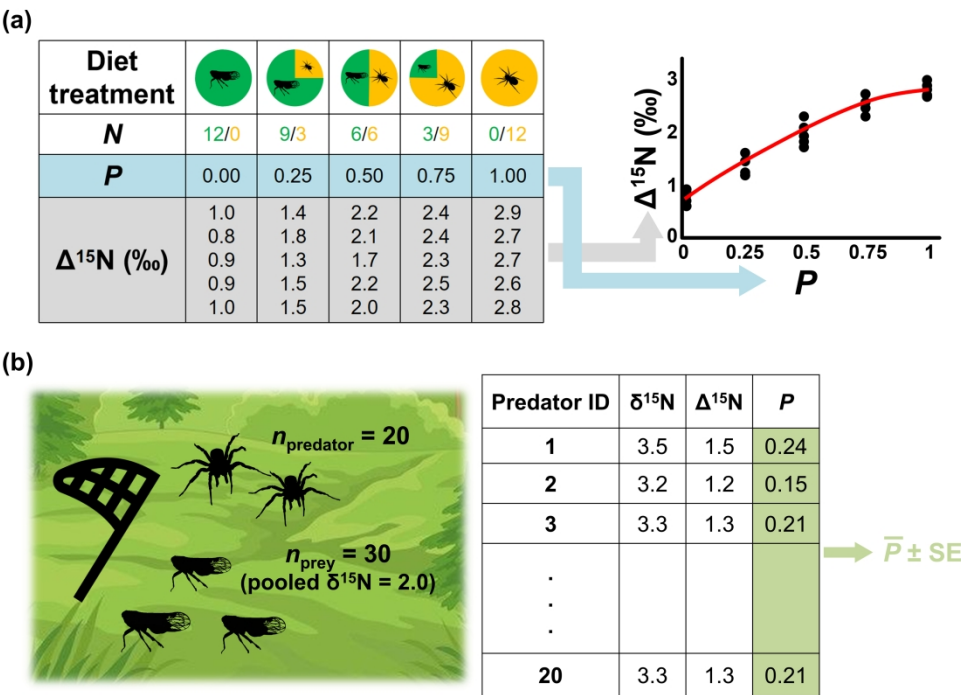 (a)
Diet treatment
N 12/0 9/3 6/6 3/9 0/12
P 0.00 0.25 0.50 0.75 1.00
Δ¹⁵N (‰)
1.0 1.4 2.2 2.4 2.9
0.8 1.8 2.1 2.4 2.7
0.9 1.3 1.7 2.3 2.7
0.9 1.5 2.2 2.5 2.6
1.0 1.5 2.0 2.3 2.8
Δ¹⁵N (‰)
3
2
1
0
0 0.25 0.5 0.75 1
P
(b)
n predator = 20
n prey = 30
(pooled δ¹⁵N = 2.0)
Predator ID δ¹⁵N Δ¹⁵N P
1 3.5 1.5 0.24
2 3.2 1.2 0.15
3 3.3 1.3 0.21
.
.
.
20 3.3 1.3 0.21
P̅ ± SE